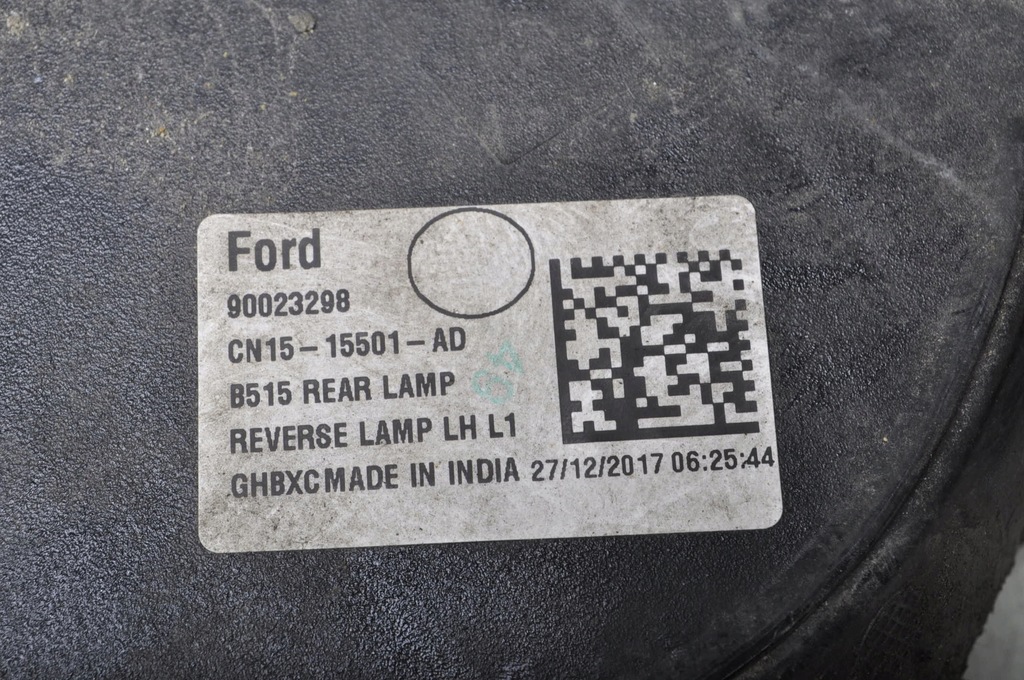 Ford
90023298
CN15-15501-AD
B515 REAR LAMP
REVERSE LAMP LH L1
GHBXCMADE IN INDIA 27/12/2017 06:25:44